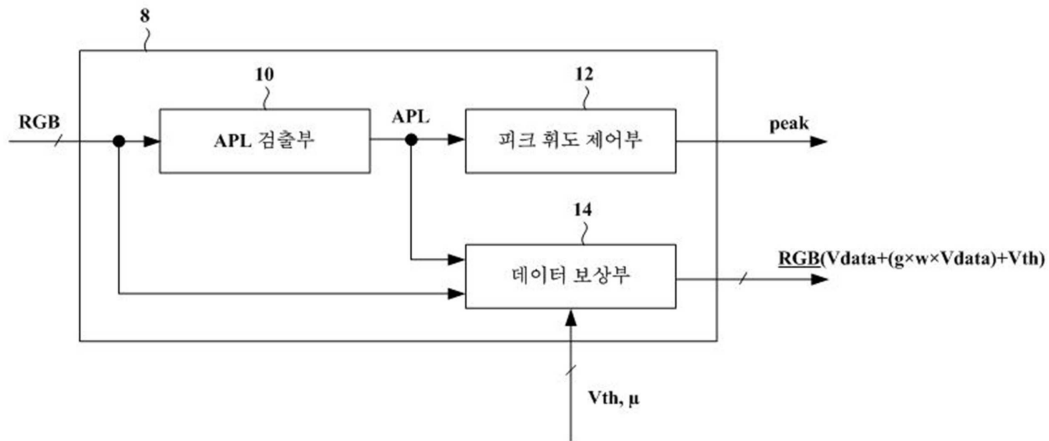 8
10
12
RGB
APL
peak
APL 검출부
피크 휘도 제어부
14
RGB(Vdata+(g×w×Vdata)+Vth)
데이터 보상부
Vth, μ